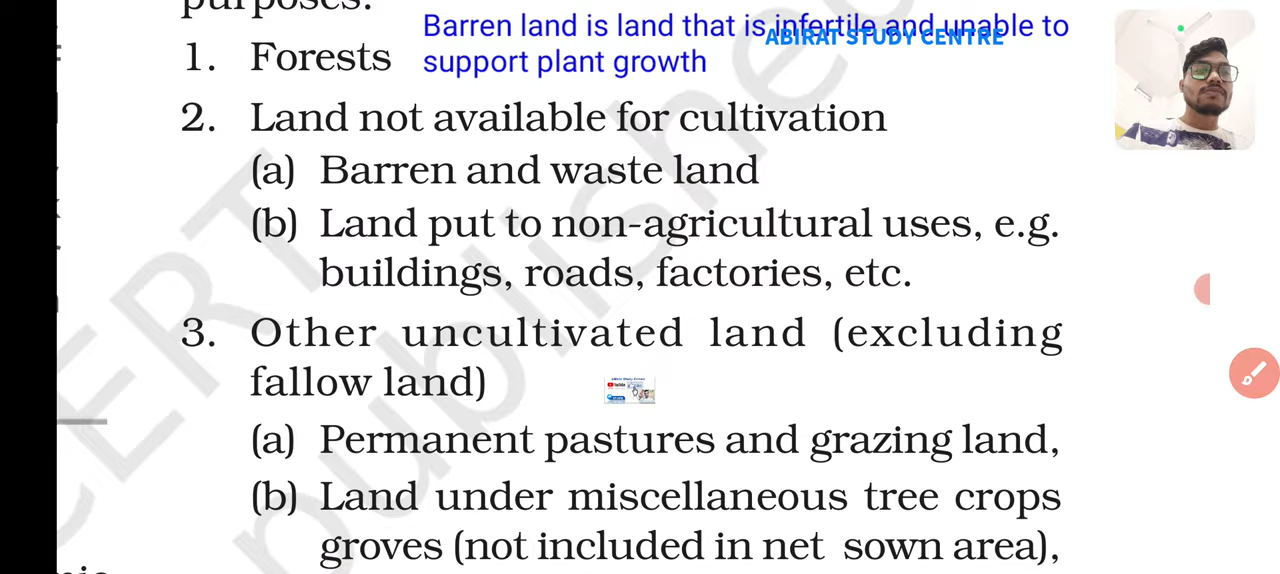 purposes:
Barren land is land that is infertile and unable to
support plant growth
ABIRAT STUDY CENTRE
1. Forests
2. Land not available for cultivation
(a) Barren and waste land
(b) Land put to non-agricultural uses, e.g.
buildings, roads, factories, etc.
3. Other uncultivated land (excluding
fallow land)
(a) Permanent pastures and grazing land,
(b) Land under miscellaneous tree crops
groves (not included in net sown area),